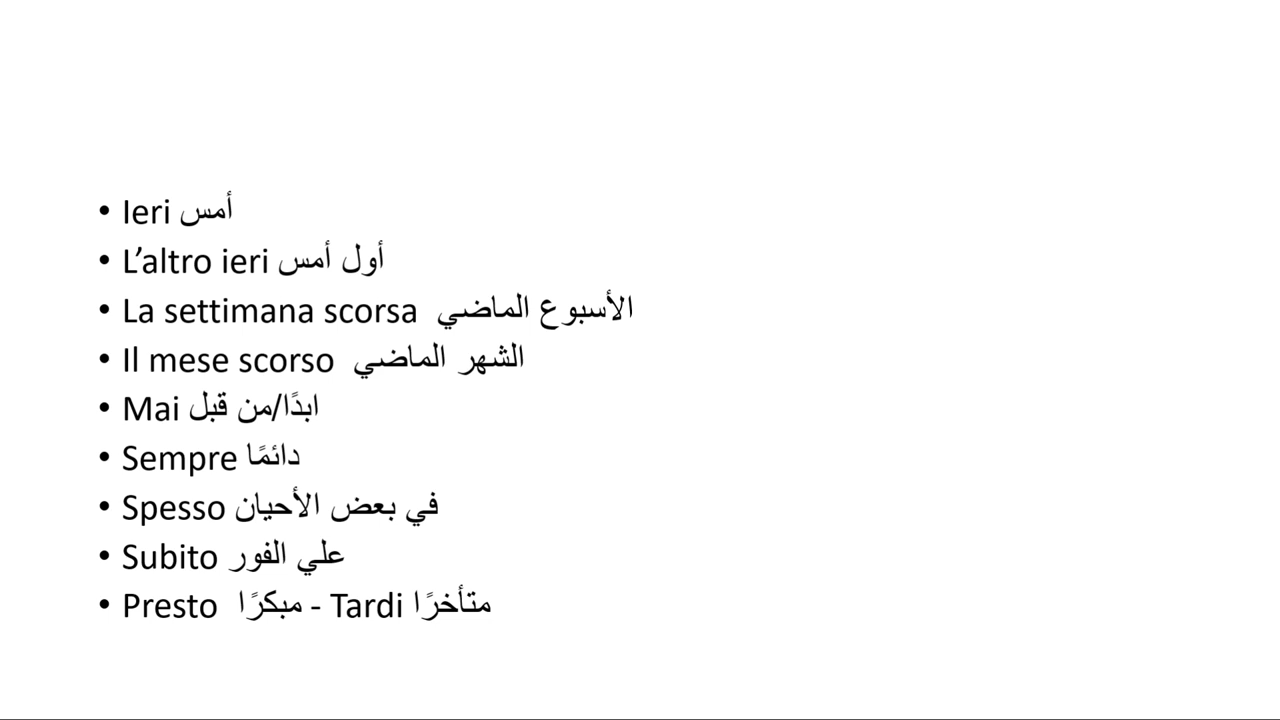 • Ieri أمس
• L’altro ieri أول أمس
• La settimana scorsa الأسبوع الماضي
• Il mese scorso الشهر الماضي
• Mai ابدًا/من قبل
• Sempre دائمًا
• Spesso في بعض الأحيان
• Subito علي الفور
• Presto مبكرًا - Tardi متأخرًا